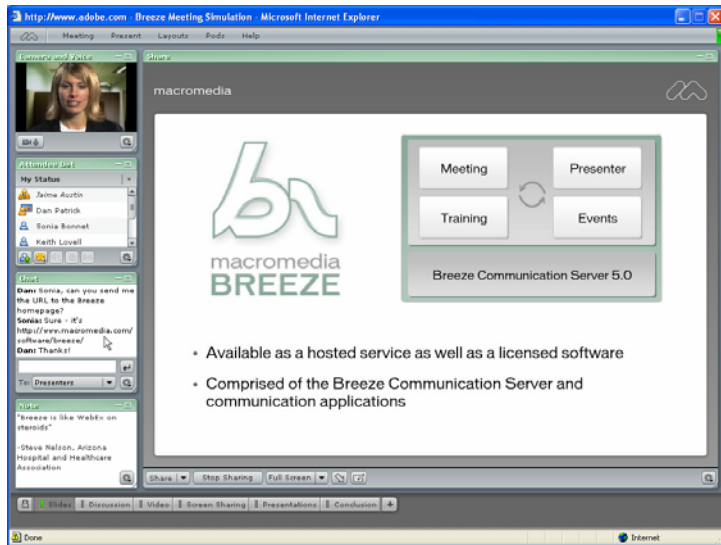 http://www.adobe.com - Breeze Meeting Simulation - Microsoft Internet Explorer
Meeting Present Layouts Pods Help
Camera and Voice
Attendee List
My Status
Jaime Austin
Dan Patrick
Sonia Bonnet
Keith Lovell
Chat
Dan: Sonia, can you send me
the URL to the Breeze
homepage?
Sonia: Sure - it's
http://www.macromedia.com/
software/breeze/
Dan: Thanks!
To: Presenters
Note
"Breeze is like WebEx on
steroids"
-Steve Nelson, Arizona
Hospital and Healthcare
Association
Share
macromedia
macromedia
BREEZE
Meeting
Presenter
Training
Events
Breeze Communication Server 5.0
• Available as a hosted service as well as a licensed software
• Comprised of the Breeze Communication Server and
communication applications
Share Stop Sharing Full Screen
Slides Discussion Video Screen Sharing Presentations Conclusion +
Done
Internet